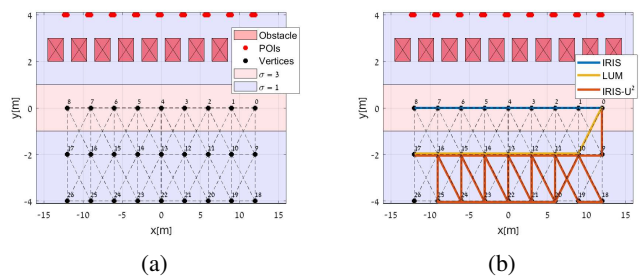 4
2
0
-2
-4
y[m]
Obstacle
POIs
Vertices
σ = 3
σ = 1
8 7 6 5 4 3 2 1 0
17 16 15 14 13 12 11 10 9
26 25 24 23 22 21 20 19 18
-15 -10 -5 0 5 10 15
x[m]
(a)
4
2
0
-2
-4
y[m]
IRIS
LUM
IRIS-U²
8 7 6 5 4 3 2 1 0
17 16 15 14 13 12 11 10 9
26 25 24 23 22 21 20 19 18
-15 -10 -5 0 5 10 15
x[m]
(b)